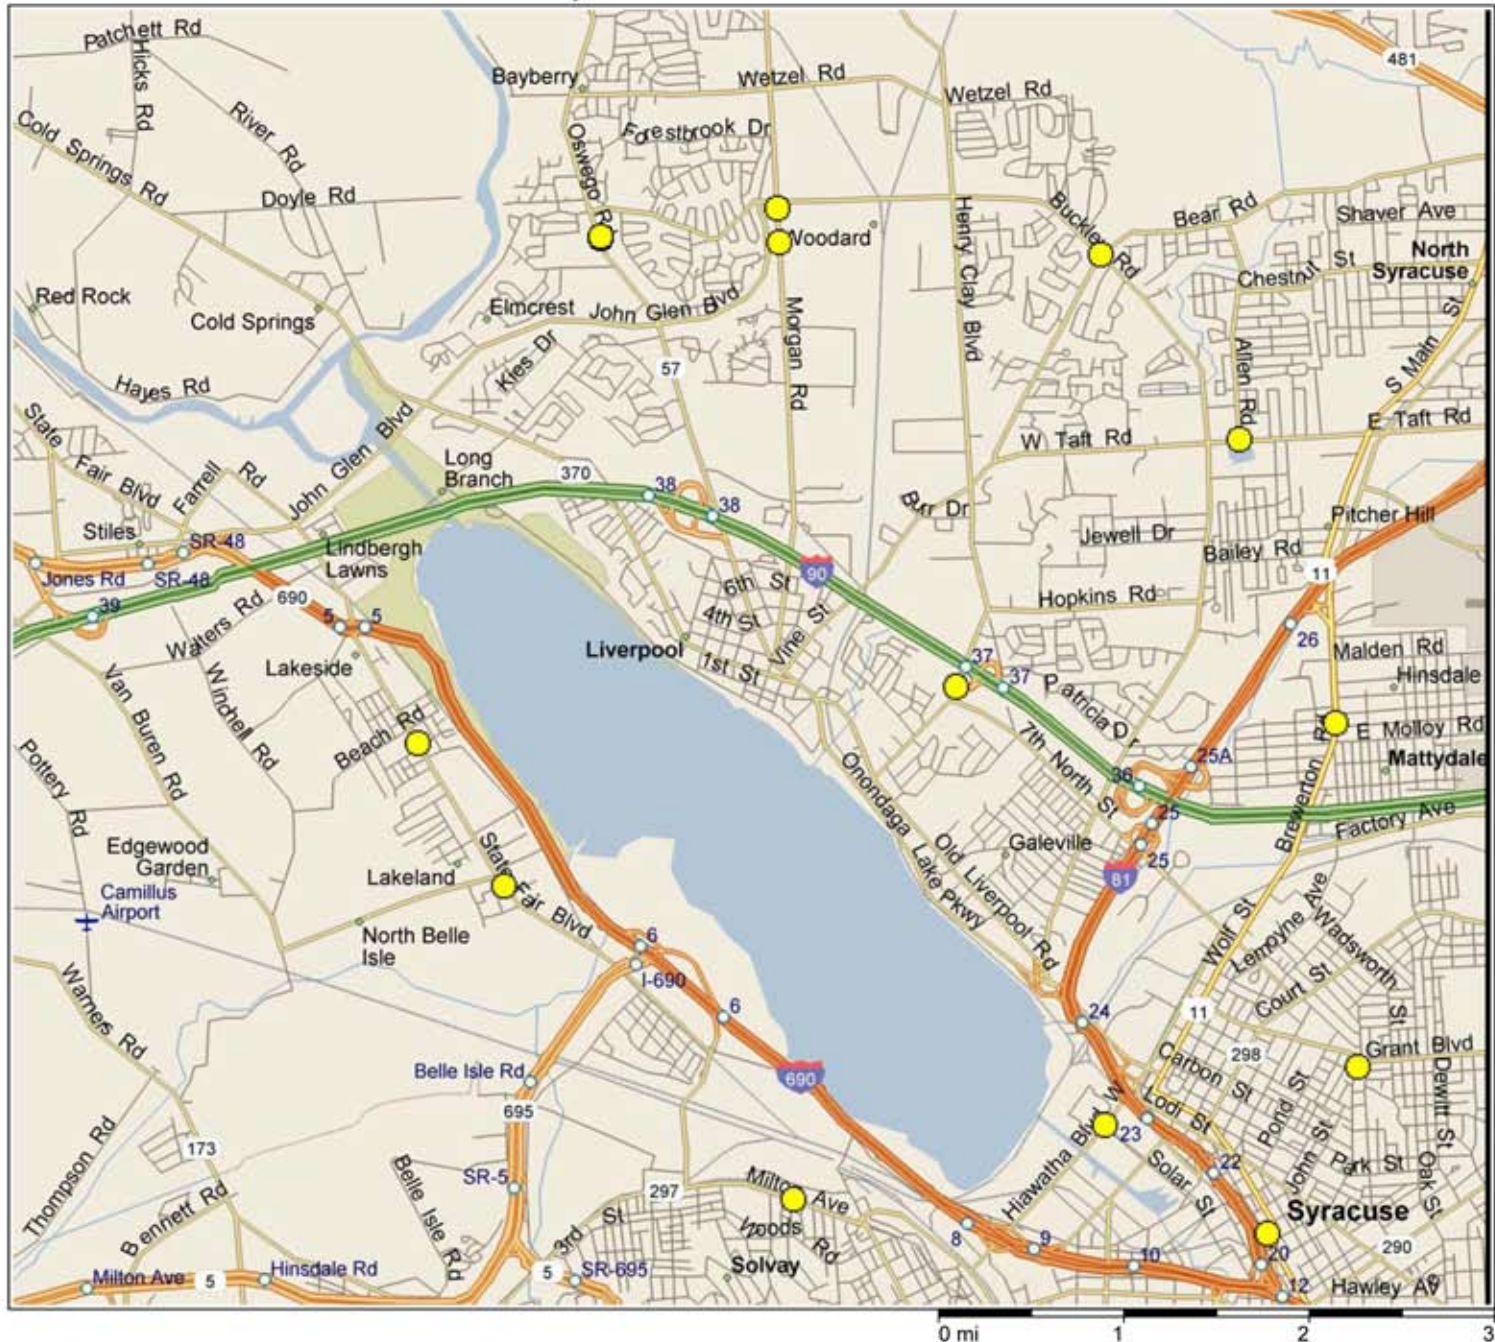 Patchett Rd
Hicks Rd
River Rd
Cold Springs Rd
Doyle Rd
Bayberry
Wetzel Rd
Wetzel Rd
481
Oswego Rd
Forestbrook Dr
Henry Clay Blvd
Buckley Rd
Bear Rd
Shaver Ave
Woodard
North Syracuse
Chestnut St
Red Rock
Cold Springs
Elmcrest
John Glen Blvd
Morgan Rd
Kies Dr
57
Allen Rd
S Main St
Hayes Rd
State Fair Blvd
Farrell Rd
John Glen Blvd
Long Branch
370
38
38
W Taft Rd
E Taft Rd
Burr Dr
Stiles
SR-48
Jones Rd
SR-48
Lindbergh Lawns
Jewell Dr
Bailey Rd
Pitcher Hill
90
11
6th St
4th St
39
690
5
5
Hopkins Rd
Walters Rd
Lakeside
Liverpool
1st St
Vine St
26
Malden Rd
Hinsdale
37
37
Patricia Dr
Van Buren Rd
Winchell Rd
Beach Rd
Pottery Rd
7th North St
E Molloy Rd
Mattydale
25A
36
25
25
Brewerton Rd
Factory Ave
Onondaga Lake Pkwy
Old Liverpool Rd
Galeville
81
Edgewood Garden
Camillus Airport
Lakeland
State Fair Blvd
North Belle Isle
Wolf St
Lemoyne Ave
Wadsworth St
Court St
6
I-690
6
Warners Rd
24
11
298
Grant Blvd
Carbon St
Belle Isle Rd
690
695
Hiawatha Blvd W
23
Lodi St
Pond St
John St
Dewitt St
Park St
Oak St
173
Thompson Rd
Bennett Rd
Belle Isle Rd
SR-5
297
3rd St
Milton Ave
Woods Rd
Solvay
Solar St
22
Syracuse
290
8
9
10
20
12
Hawley Av
Milton Ave
5
Hinsdale Rd
5
SR-695
0 mi
1
2
3